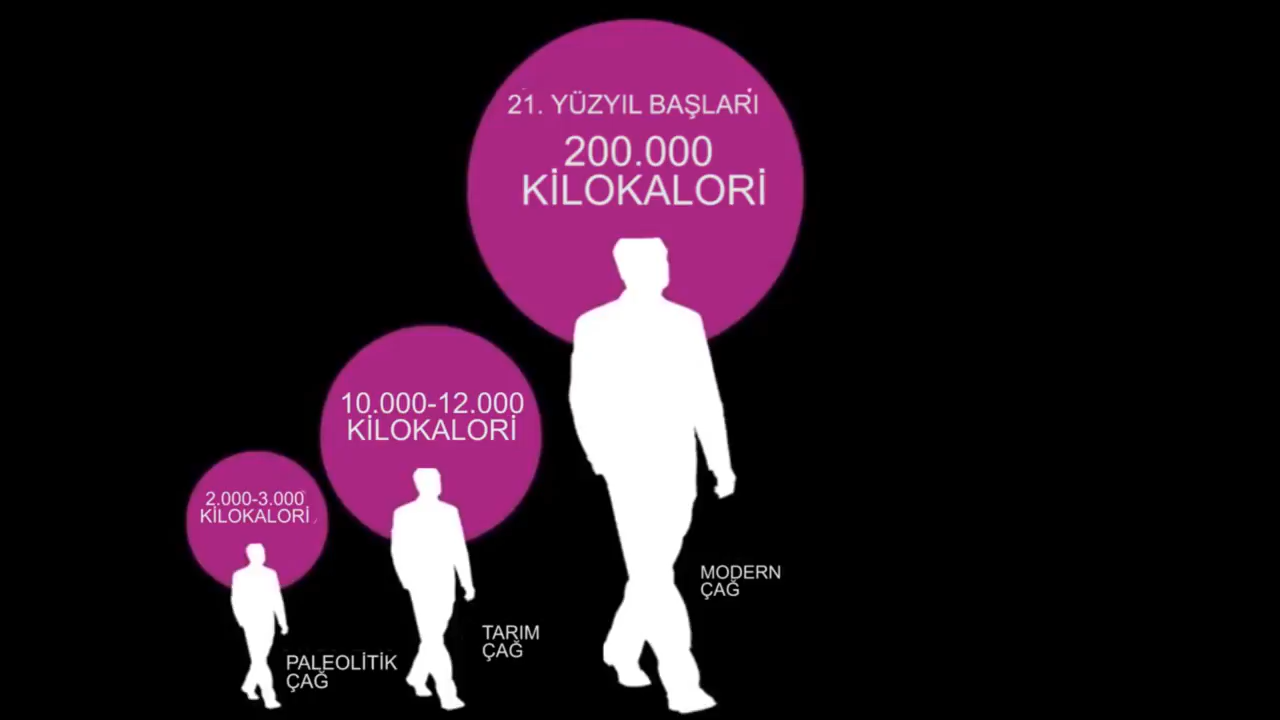 21. YÜZYIL BAŞLARI
200.000
KİLOKALORİ
10.000-12.000
KİLOKALORİ
2.000-3.000
KİLOKALORİ
MODERN
ÇAĞ
TARIM
ÇAĞ
PALEOLİTİK
ÇAĞ